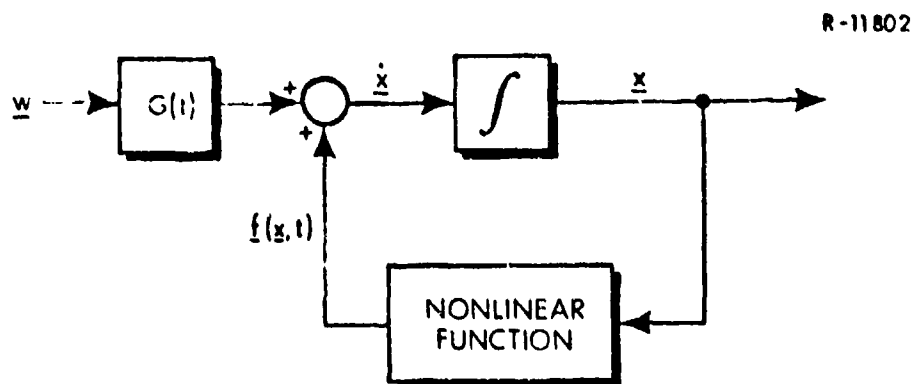 R-11802
w
G(t)
+
+
ẋ
∫
x
f(x,t)
NONLINEAR
FUNCTION